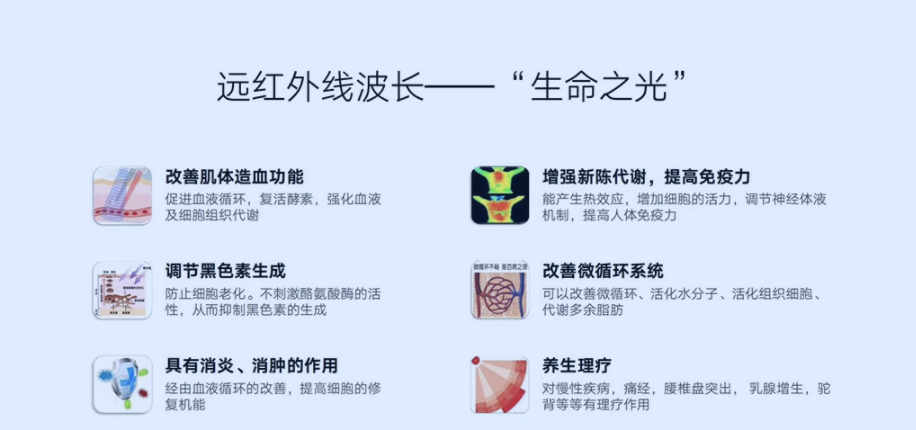 远红外线波长——“生命之光”
改善肌体造血功能
促进血液循环，复活酵素，强化血液
及细胞组织代谢
增强新陈代谢，提高免疫力
能产生热效应，增加细胞的活力，调节神经体液
机制，提高人体免疫力
调节黑色素生成
防止细胞老化。不刺激酪氨酸酶的活
性，从而抑制黑色素的生成
改善微循环系统
可以改善微循环、活化水分子、活化组织细胞、
代谢多余脂肪
具有消炎、消肿的作用
经由血液循环的改善，提高细胞的修
复机能
养生理疗
对慢性疾病，痛经，腰椎盘突出， 乳腺增生，驼
背等等有理疗作用